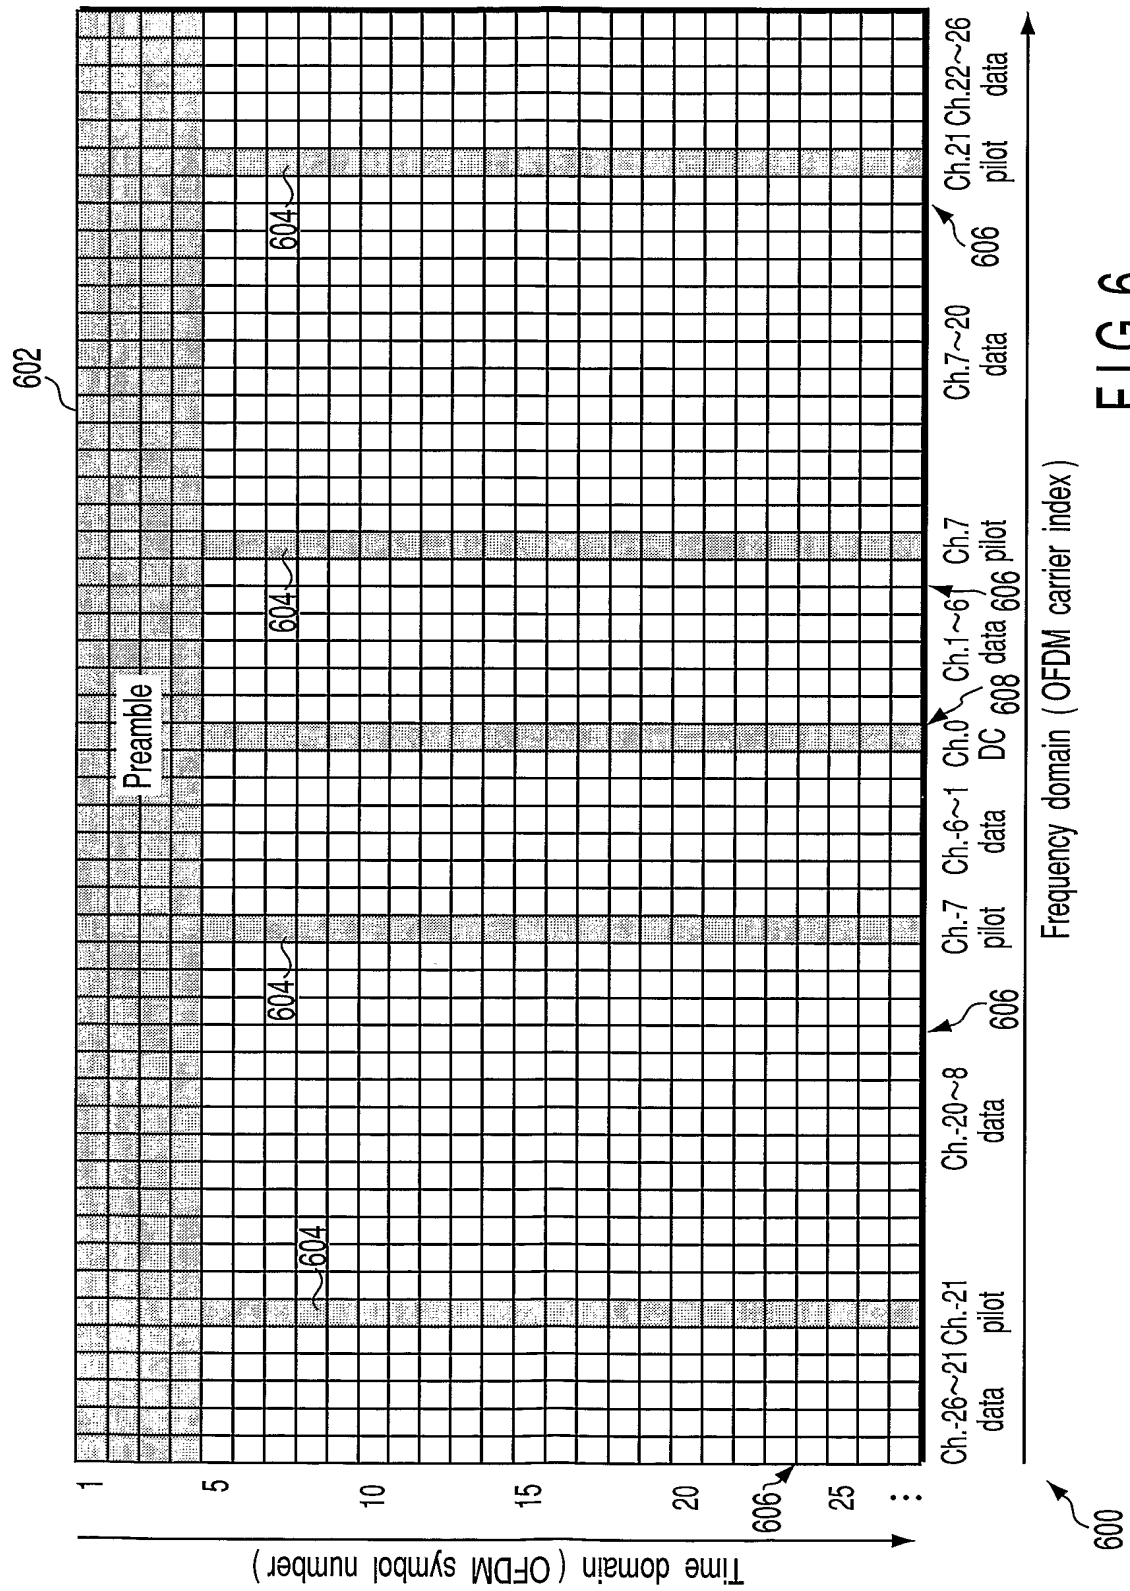 602
Preamble
604
604
604
604
1
5
10
15
20
25
⋮
Time domain ( OFDM symbol number )
606
Ch.-26~21
data
Ch.-21
pilot
Ch.-20~8
data
606
Ch.-7
pilot
Ch.-6~1
data
Ch.0
DC
608
Ch.1~6
data
606
Ch.7
pilot
Ch.7~20
data
606
Ch.21
pilot
Ch.22~26
data
Frequency domain ( OFDM carrier index )
600
FIG. 6